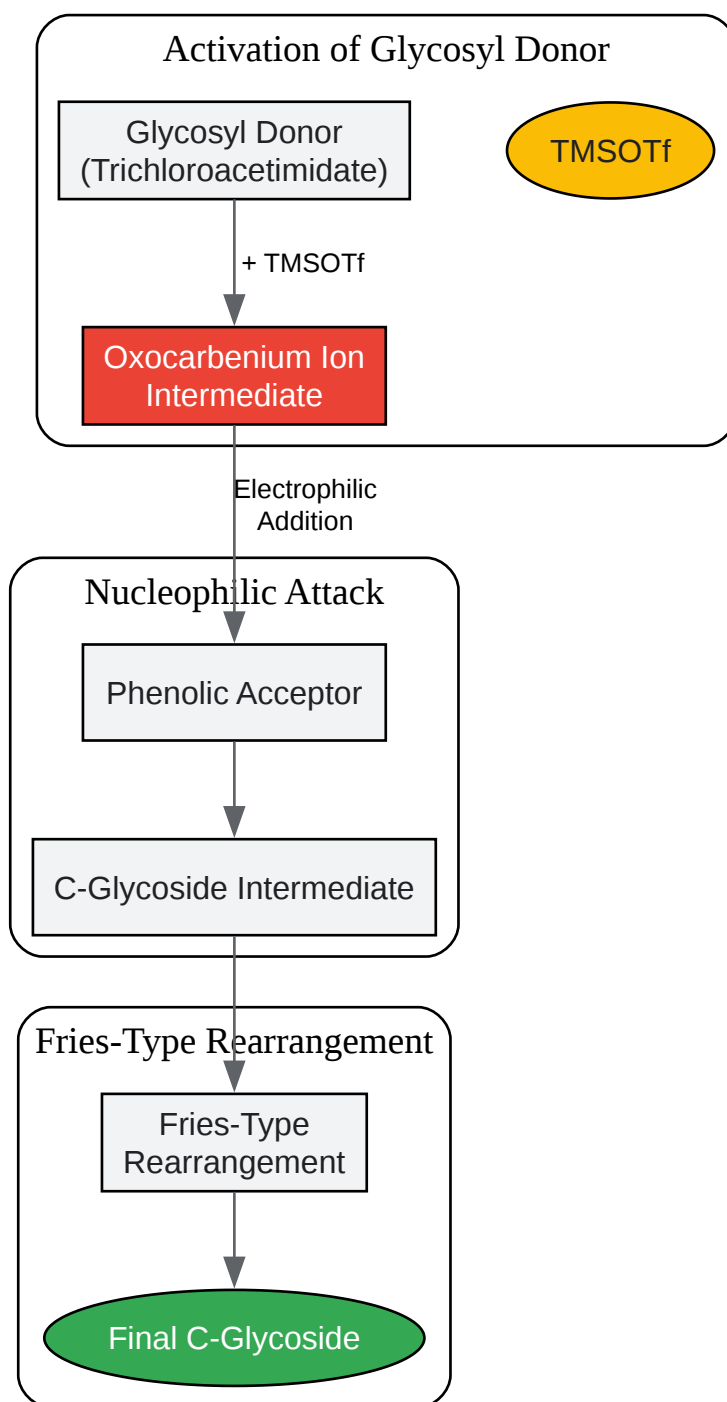 Activation of Glycosyl Donor
Glycosyl Donor
(Trichloroacetimidate)
TMSOTf
+ TMSOTf
Oxocarbenium Ion
Intermediate
Electrophilic
Addition
Nucleophilic Attack
Phenolic Acceptor
C-Glycoside Intermediate
Fries-Type Rearrangement
Fries-Type
Rearrangement
Final C-Glycoside